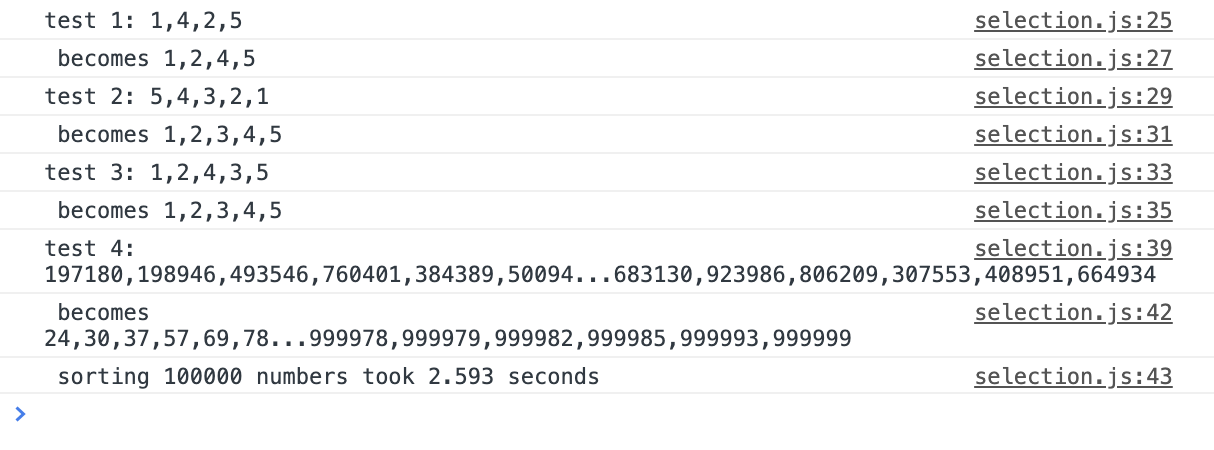 test 1: 1,4,2,5 selection.js:25
becomes 1,2,4,5 selection.js:27
test 2: 5,4,3,2,1 selection.js:29
becomes 1,2,3,4,5 selection.js:31
test 3: 1,2,4,3,5 selection.js:33
becomes 1,2,3,4,5 selection.js:35
test 4: selection.js:39
197180,198946,493546,760401,384389,50094...683130,923986,806209,307553,408951,664934
becomes selection.js:42
24,30,37,57,69,78...999978,999979,999982,999985,999993,999999
sorting 100000 numbers took 2.593 seconds selection.js:43